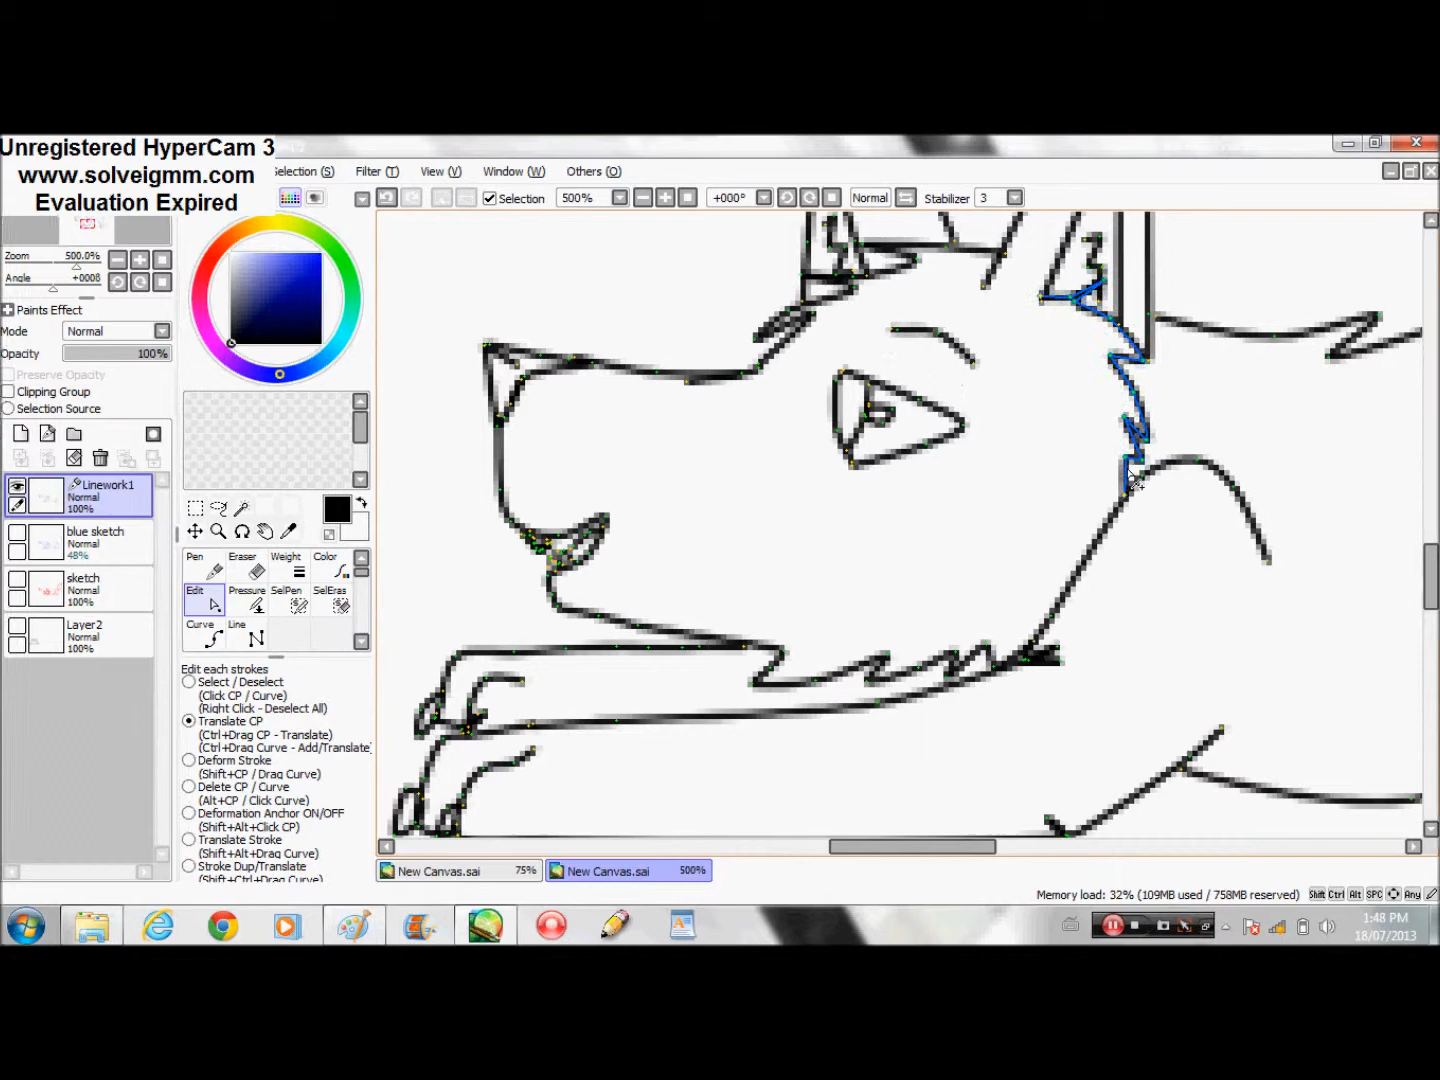 Unregistered HyperCam 3
www.solveigmm.com
Evaluation Expired
Selection (S)
Filter (T)
View (V)
Window (W)
Others (O)
Selection
500%
+000°
Normal
Stabilizer
3
Zoom
500.0%
Angle
+000ß
Paints Effect
Mode
Normal
Opacity
100%
Preserve Opacity
Clipping Group
Selection Source
Linework1
Normal
100%
blue sketch
Normal
48%
sketch
Normal
100%
Layer2
Normal
100%
Pen
Eraser
Weight
Color
Edit
Pressure
SelPen
SelEras
Curve
Line
Edit each strokes
Select / Deselect
(Click CP / Curve)
(Right Click - Deselect All)
Translate CP
(Ctrl+Drag CP - Translate)
(Ctrl+Drag Curve - Add/Translate)
Deform Stroke
(Shift+CP / Drag Curve)
Delete CP / Curve
(Alt+CP / Click Curve)
Deformation Anchor ON/OFF
(Shift+Alt+Click CP)
Translate Stroke
(Shift+Alt+Drag Curve)
Stroke Dup/Translate
(Shift+Ctrl+Drag Curve)
New Canvas.sai
75%
New Canvas.sai
500%
Memory load: 32% (109MB used / 758MB reserved)
Shift Ctrl Alt SPC Any
1:48 PM
18/07/2013